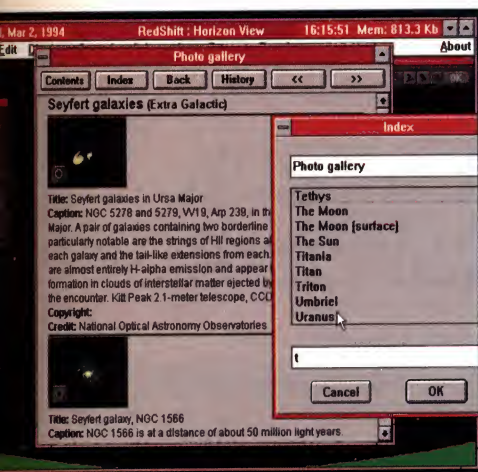 Mar 2, 1994 RedShift : Horizon View 16:15:51 Mem: 813.3 Kb
Edit About
Photo gallery
Contents Index Back History << >>
OK
Seyfert galaxies (Extra Galactic)
Title: Seyfert galaxies in Ursa Major
Caption: NGC 5278 and 5279, VV19, Arp 239, in th
Major. A pair of galaxies containing two borderline
particularly notable are the strings of HII regions a
each galaxy and the tail-like extensions from each.
are almost entirely H-alpha emission and appear
formation in clouds of interstellar matter ejected by
the encounter. Kitt Peak 2.1-meter telescope, CCD
Copyright:
Credit: National Optical Astronomy Observatories
Title: Seyfert galaxy, NGC 1566
Caption: NGC 1566 is at a distance of about 50 million light years.
Index
Photo gallery
Tethys
The Moon
The Moon (surface)
The Sun
Titania
Titan
Triton
Umbriel
Uranus
t
Cancel OK